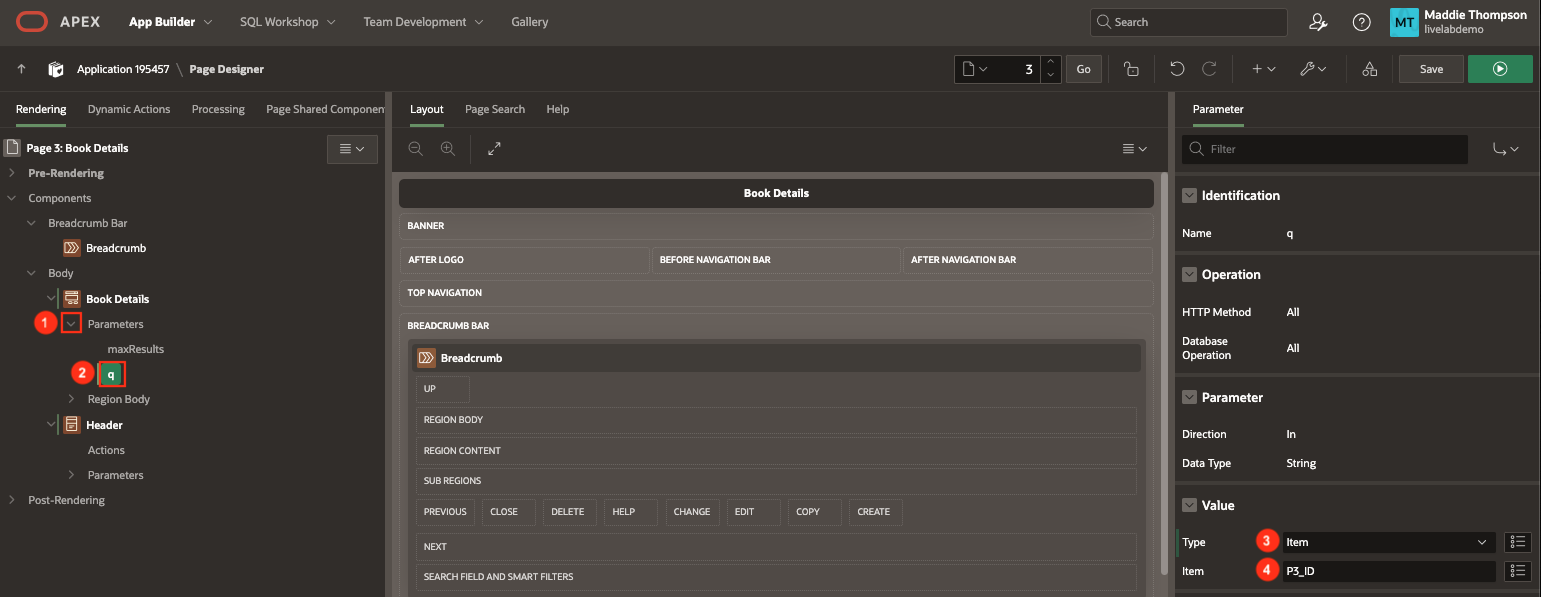 APEX
App Builder
SQL Workshop
Team Development
Gallery
Search
MT
Maddie Thompson
livelabdemo
Application 195457 \ Page Designer
3
Go
Save
Rendering
Dynamic Actions
Processing
Page Shared Componen
Page 3: Book Details
Pre-Rendering
Components
Breadcrumb Bar
Breadcrumb
Body
Book Details
1
Parameters
maxResults
2
q
Region Body
Header
Actions
Parameters
Post-Rendering
Layout
Page Search
Help
Book Details
BANNER
AFTER LOGO
BEFORE NAVIGATION BAR
AFTER NAVIGATION BAR
TOP NAVIGATION
BREADCRUMB BAR
Breadcrumb
UP
REGION BODY
REGION CONTENT
SUB REGIONS
PREVIOUS
CLOSE
DELETE
HELP
CHANGE
EDIT
COPY
CREATE
NEXT
SEARCH FIELD AND SMART FILTERS
Parameter
Filter
Identification
Name
q
Operation
HTTP Method
All
Database
Operation
All
Parameter
Direction
In
Data Type
String
Value
Type
3
Item
Item
4
P3_ID